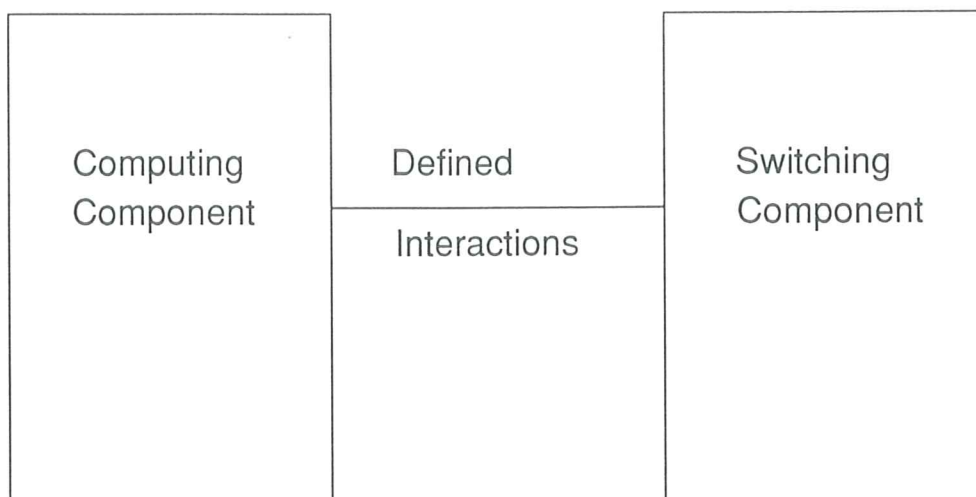 Computing
Component
Defined
Interactions
Switching
Component